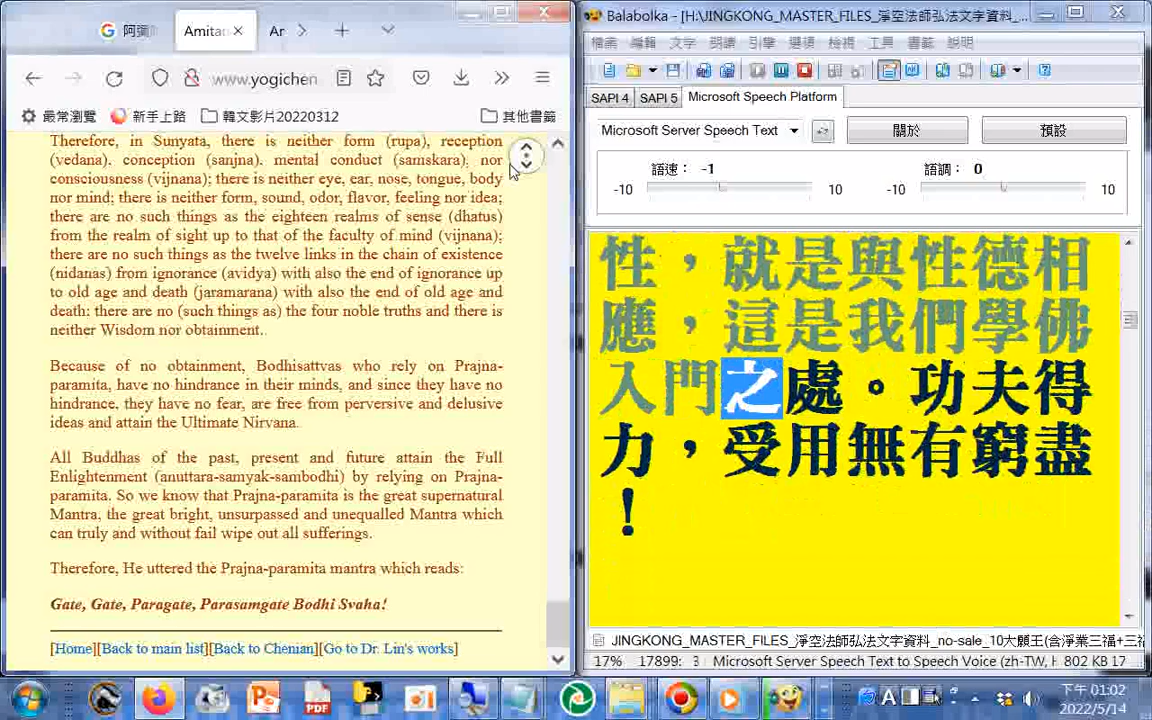 阿彌
Amitar
Ar
www.yogichen
最常瀏覽
新手上路
韓文影片20220312
其他書籤
Therefore, in Sunyata, there is neither form (rupa), reception
(vedana), conception (sanjna), mental conduct (samskara), nor
consciousness (vijnana); there is neither eye, ear, nose, tongue, body
nor mind; there is neither form, sound, odor, flavor, feeling nor idea;
there are no such things as the eighteen realms of sense (dhatus)
from the realm of sight up to that of the faculty of mind (vijnana);
there are no such things as the twelve links in the chain of existence
(nidanas) from ignorance (avidya) with also the end of ignorance up
to old age and death (jaramarana) with also the end of old age and
death; there are no (such things as) the four noble truths and there is
neither Wisdom nor obtainment.
Because of no obtainment, Bodhisattvas who rely on Prajna-
paramita, have no hindrance in their minds, and since they have no
hindrance, they have no fear, are free from perversive and delusive
ideas and attain the Ultimate Nirvana.
All Buddhas of the past, present and future attain the Full
Enlightenment (anuttara-samyak-sambodhi) by relying on Prajna-
paramita. So we know that Prajna-paramita is the great supernatural
Mantra, the great bright, unsurpassed and unequalled Mantra which
can truly and without fail wipe out all sufferings.
Therefore, He uttered the Prajna-paramita mantra which reads:
Gate, Gate, Paragate, Parasamgate Bodhi Svaha!
[Home][Back to main list][Back to Chenian][Go to Dr. Lin's works]
Balabolka - [H:\JINGKONG_MASTER_FILES_淨空法師弘法文字資料_...
檔案 編輯 文字 朗讀 引擎 選項 檢視 工具 書籤 說明
SAPI 4 SAPI 5 Microsoft Speech Platform
Microsoft Server Speech Text
關於
預設
語速: -1
語調: 0
-10 10 -10 10
性，就是與性德相
應，這是我們學佛
入門之處。功夫得
力，受用無有窮盡
！
JINGKONG_MASTER_FILES_淨空法師弘法文字資料_no-sale_10大願王(含淨業三福+三福
17% 17899: 3 Microsoft Server Speech Text to Speech Voice (zh-TW, H 802 KB 17
下午 01:02
2022/5/14